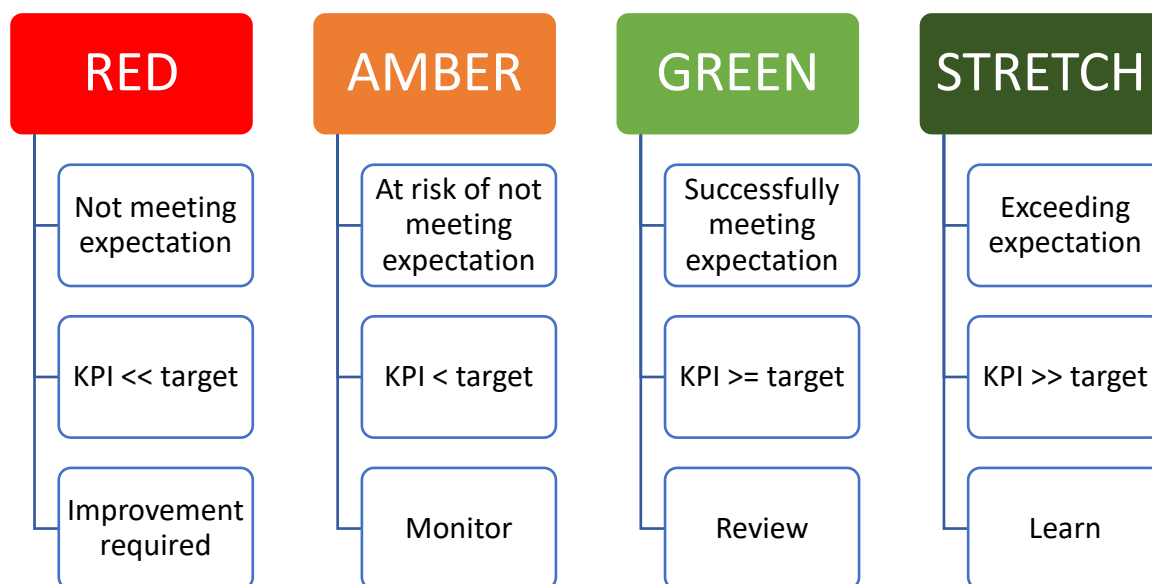 RED
Not meeting
expectation
KPI << target
Improvement
required
AMBER
At risk of not
meeting
expectation
KPI < target
Monitor
GREEN
Successfully
meeting
expectation
KPI >= target
Review
STRETCH
Exceeding
expectation
KPI >> target
Learn